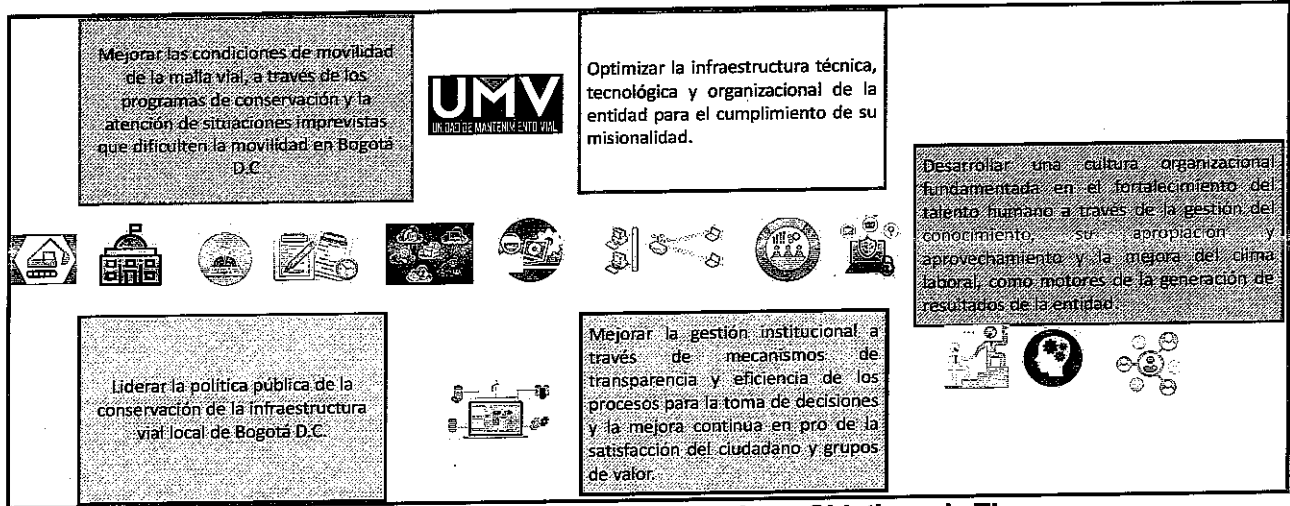 Mejorar las condiciones de movilidad
de la malla vial, a través de los
programas de conservación y la
atención de situaciones imprevistas
que dificulten la movilidad en Bogotá
D.C
UMV
UNIDAD DE MANTENIMIENTO VIAL
Optimizar la infraestructura técnica,
tecnológica y organizacional de la
entidad para el cumplimiento de su
misionalidad.
Desarrollar una cultura organizacional
fundamentada en el fortalecimiento del
talento humano a través de la gestión del
conocimiento, su apropiación y
aprovechamiento y la mejora del clima
laboral, como motores de la generación de
resultados de la entidad.
Liderar la política pública de la
conservación de la infraestructura
vial local de Bogotá D.C.
Mejorar la gestión institucional a
través de mecanismos de
transparencia y eficiencia de los
procesos para la toma de decisiones
y la mejora continua en pro de la
satisfacción del ciudadano y grupos
de valor.